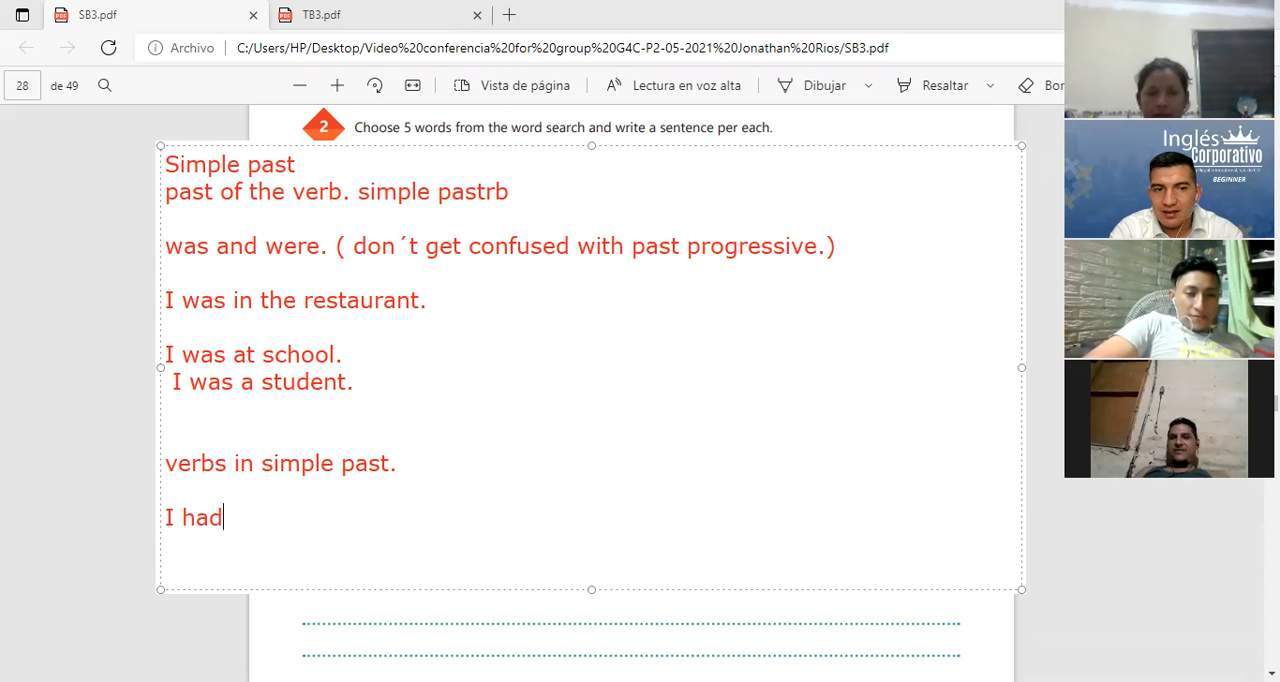 SB3.pdf
TB3.pdf
Archivo
C:/Users/HP/Desktop/Video%20conferencia%20for%20group%20G4C-P2-05-2021%20Jonathan%20Rios/SB3.pdf
28 de 49
Vista de página
Lectura en voz alta
Dibujar
Resaltar
Bor
2 Choose 5 words from the word search and write a sentence per each.
Simple past
past of the verb. simple pastrb
was and were. ( don´t get confused with past progressive.)
I was in the restaurant.
I was at school.
I was a student.
verbs in simple past.
I had
Inglés
Corporativo
BEGINNER